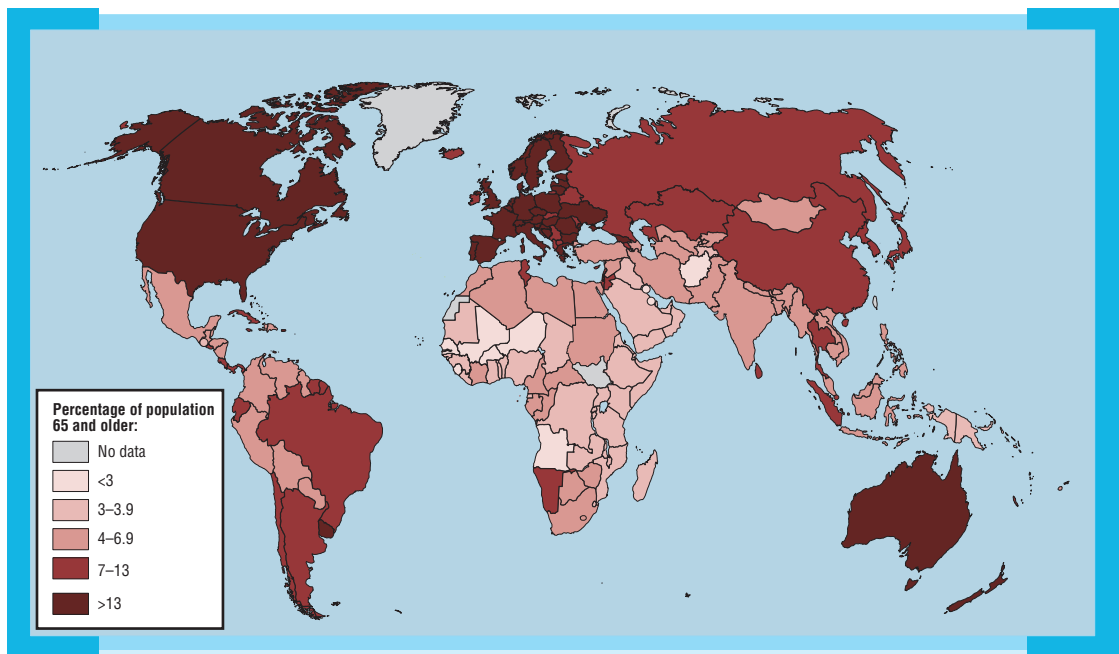 Percentage of population
65 and older:
No data
<3
3–3.9
4–6.9
7–13
>13